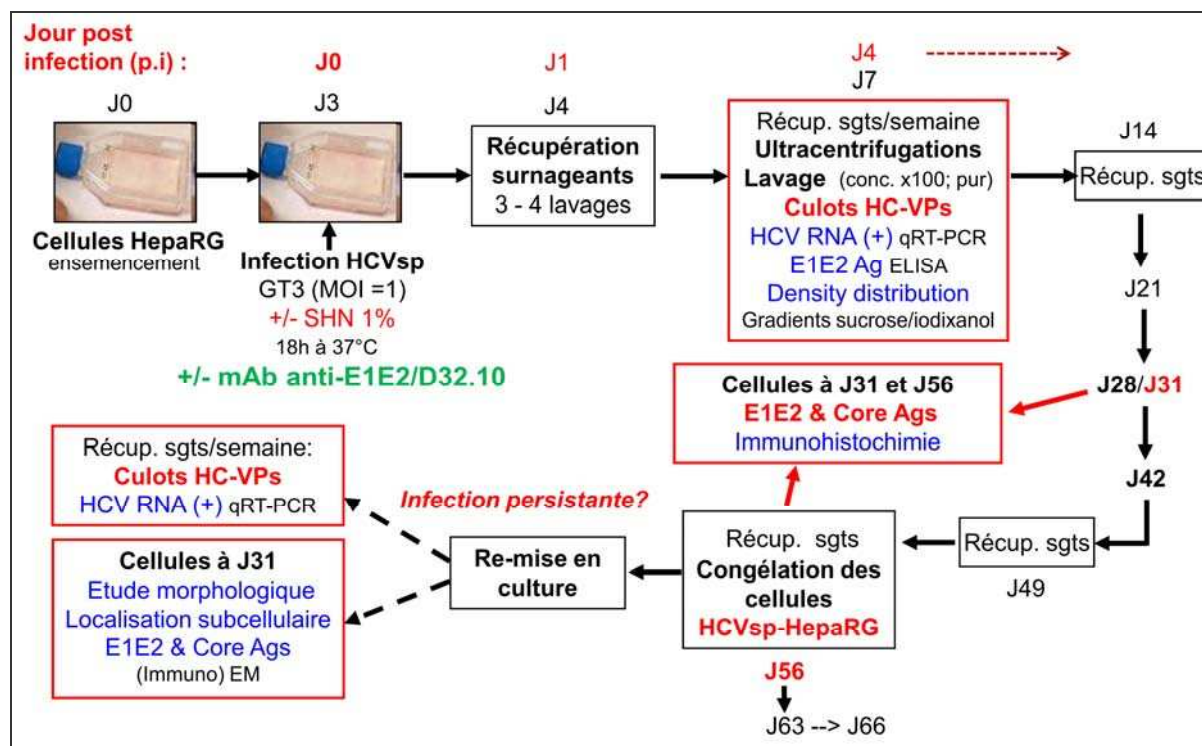 Jour post
infection (p.i) :
J0
J1
J4
J0
J3
J4
J7
Cellules HepaRG
ensemencement
Infection HCVsp
GT3 (MOI =1)
+/- SHN 1%
18h à 37°C
+/- mAb anti-E1E2/D32.10
Récupération
surnageants
3 - 4 lavages
Récup. sgts/semaine
Ultracentrifugations
Lavage (conc. x100; pur)
Culots HC-VPs
HCV RNA (+) qRT-PCR
E1E2 Ag ELISA
Density distribution
Gradients sucrose/iodixanol
J14
Récup. sgts
J21
J28/J31
J42
Cellules à J31 et J56
E1E2 & Core Ags
Immunohistochimie
Récup. sgts
J49
Récup. sgts
Congélation des
cellules
HCVsp-HepaRG
J56
J63 --> J66
Infection persistante?
Re-mise en
culture
Récup. sgts/semaine:
Culots HC-VPs
HCV RNA (+) qRT-PCR
Cellules à J31
Etude morphologique
Localisation subcellulaire
E1E2 & Core Ags
(Immuno) EM